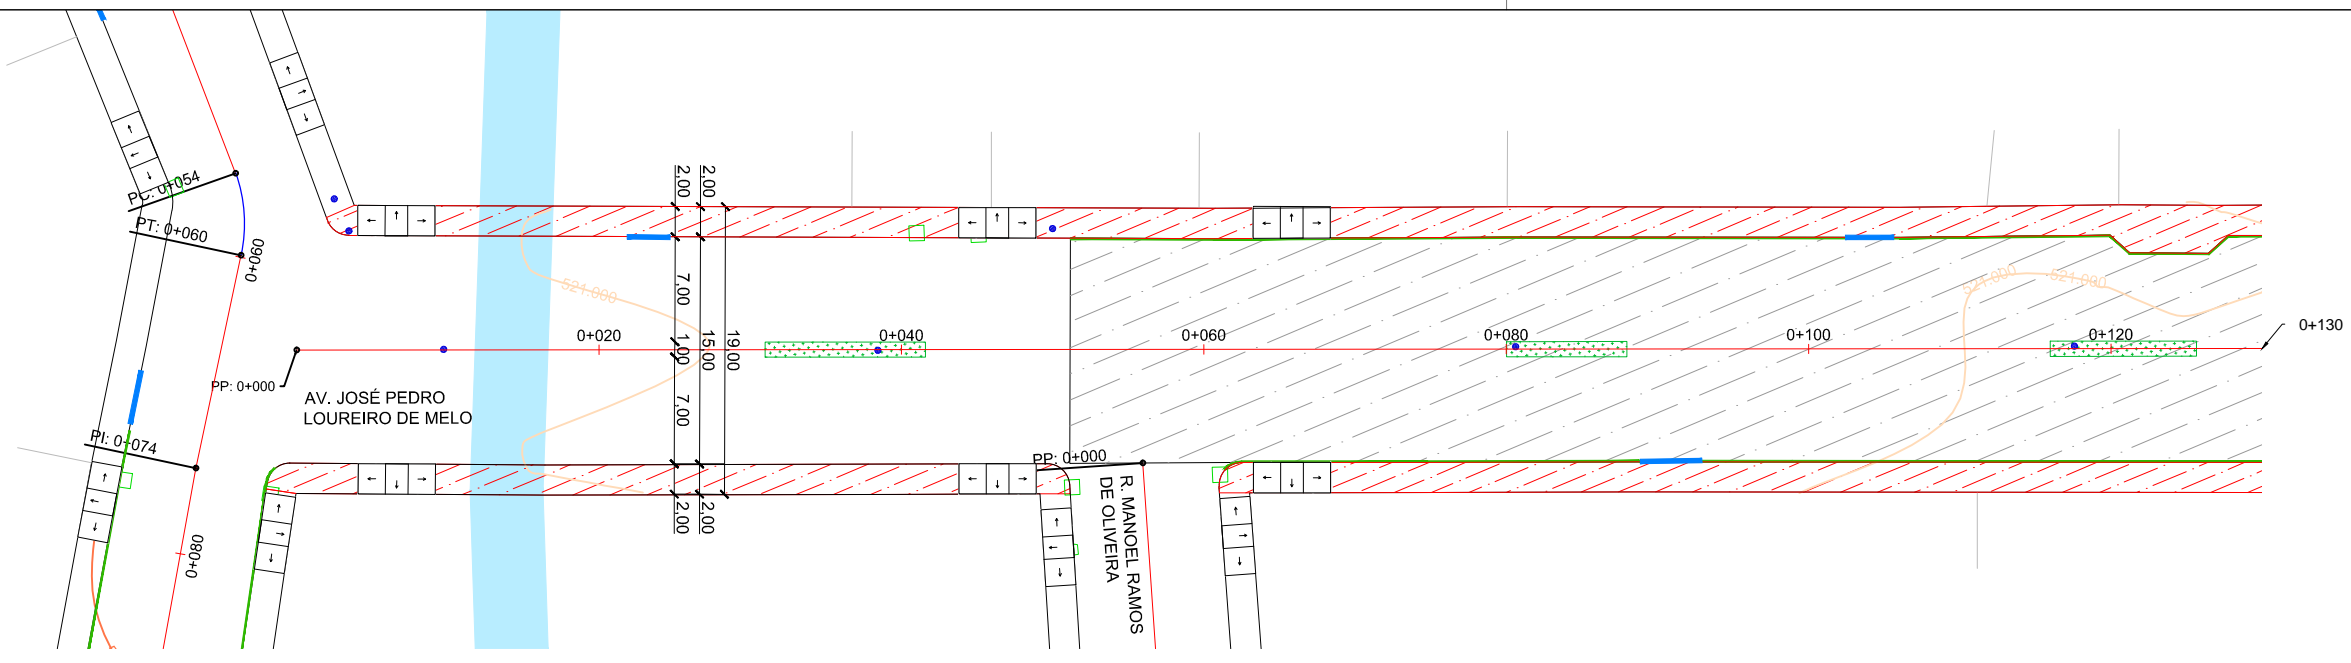 PC: 0+054
PT: 0+060
0+060
PI: 0+074
0+080
PP: 0+000
AV. JOSÉ PEDRO
LOUREIRO DE MELO
2,00
2,00
7,00
1,00
15,00
19,00
7,00
2,00
2,00
521.000
0+020
0+040
0+060
0+080
0+100
0+120
0+130
521.000
521.000
PP: 0+000
R. MANOEL RAMOS
DE OLIVEIRA